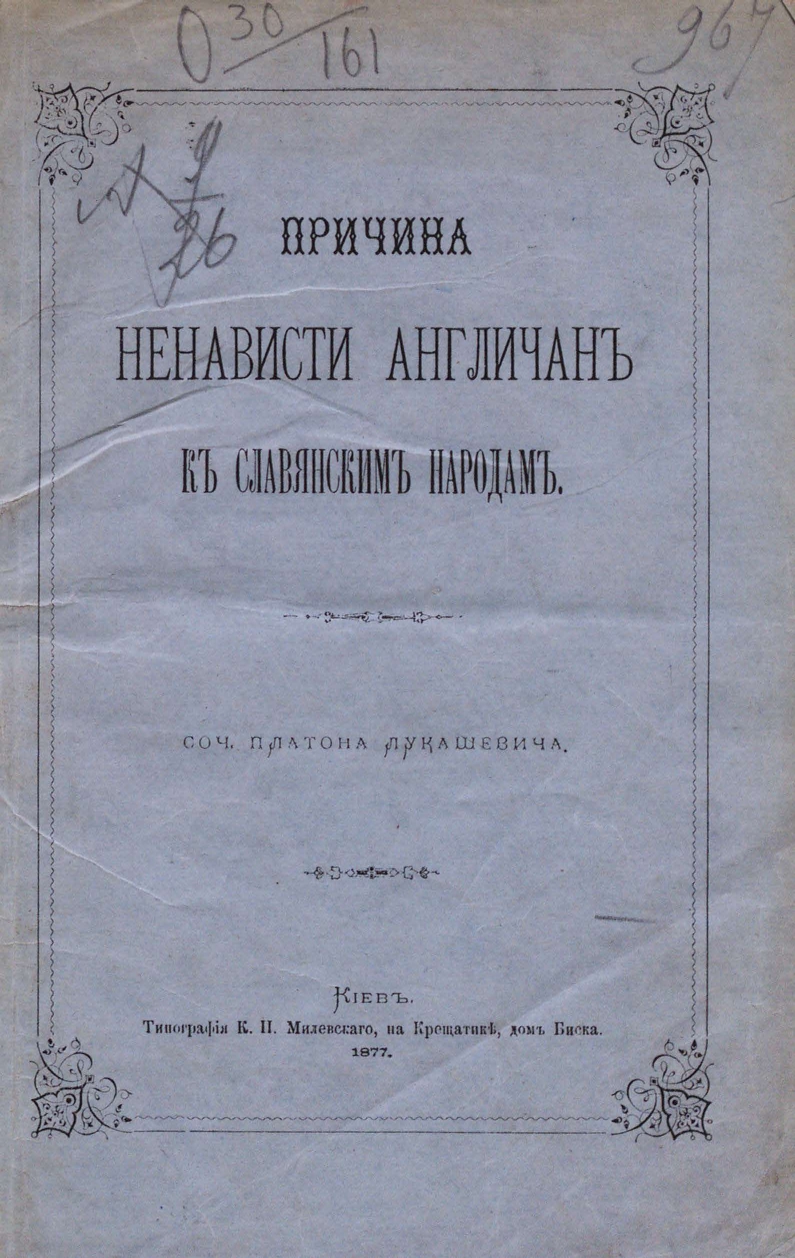 О 30/161
967
ПРИЧИНА
НЕНАВИСТИ АНГЛИЧАНЪ
КЪ СЛАВЯНСКИМЪ НАРОДАМЪ.
СОЧ. ПЛАТОНА ЛУКАШЕВИЧА.
КІЕВЪ.
Типографія К. Н. Милевскаго, на Крещатикѣ, домъ Биска.
1877.